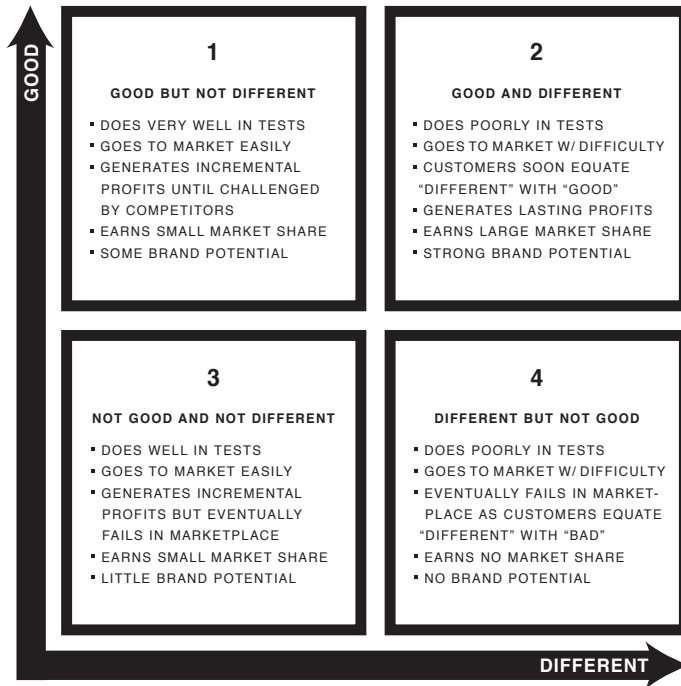 GOOD
1
GOOD BUT NOT DIFFERENT
▪ DOES VERY WELL IN TESTS
▪ GOES TO MARKET EASILY
▪ GENERATES INCREMENTAL
PROFITS UNTIL CHALLENGED
BY COMPETITORS
▪ EARNS SMALL MARKET SHARE
▪ SOME BRAND POTENTIAL
2
GOOD AND DIFFERENT
▪ DOES POORLY IN TESTS
▪ GOES TO MARKET W/ DIFFICULTY
▪ CUSTOMERS SOON EQUATE
“DIFFERENT” WITH “GOOD”
▪ GENERATES LASTING PROFITS
▪ EARNS LARGE MARKET SHARE
▪ STRONG BRAND POTENTIAL
3
NOT GOOD AND NOT DIFFERENT
▪ DOES WELL IN TESTS
▪ GOES TO MARKET EASILY
▪ GENERATES INCREMENTAL
PROFITS BUT EVENTUALLY
FAILS IN MARKETPLACE
▪ EARNS SMALL MARKET SHARE
▪ LITTLE BRAND POTENTIAL
4
DIFFERENT BUT NOT GOOD
▪ DOES POORLY IN TESTS
▪ GOES TO MARKET W/ DIFFICULTY
▪ EVENTUALLY FAILS IN MARKET-
PLACE AS CUSTOMERS EQUATE
“DIFFERENT” WITH “BAD”
▪ EARNS NO MARKET SHARE
▪ NO BRAND POTENTIAL
DIFFERENT